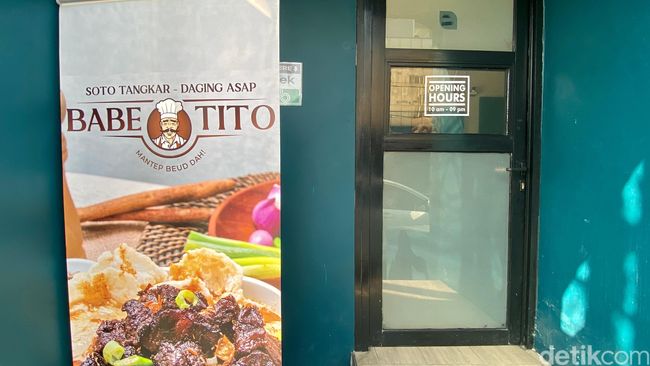 SOTO TANGKAR - DAGING ASAP
BABE TITO
MANTEP BEUD DAH!
OPENING
HOURS
10 am - 09 pm
detikcom